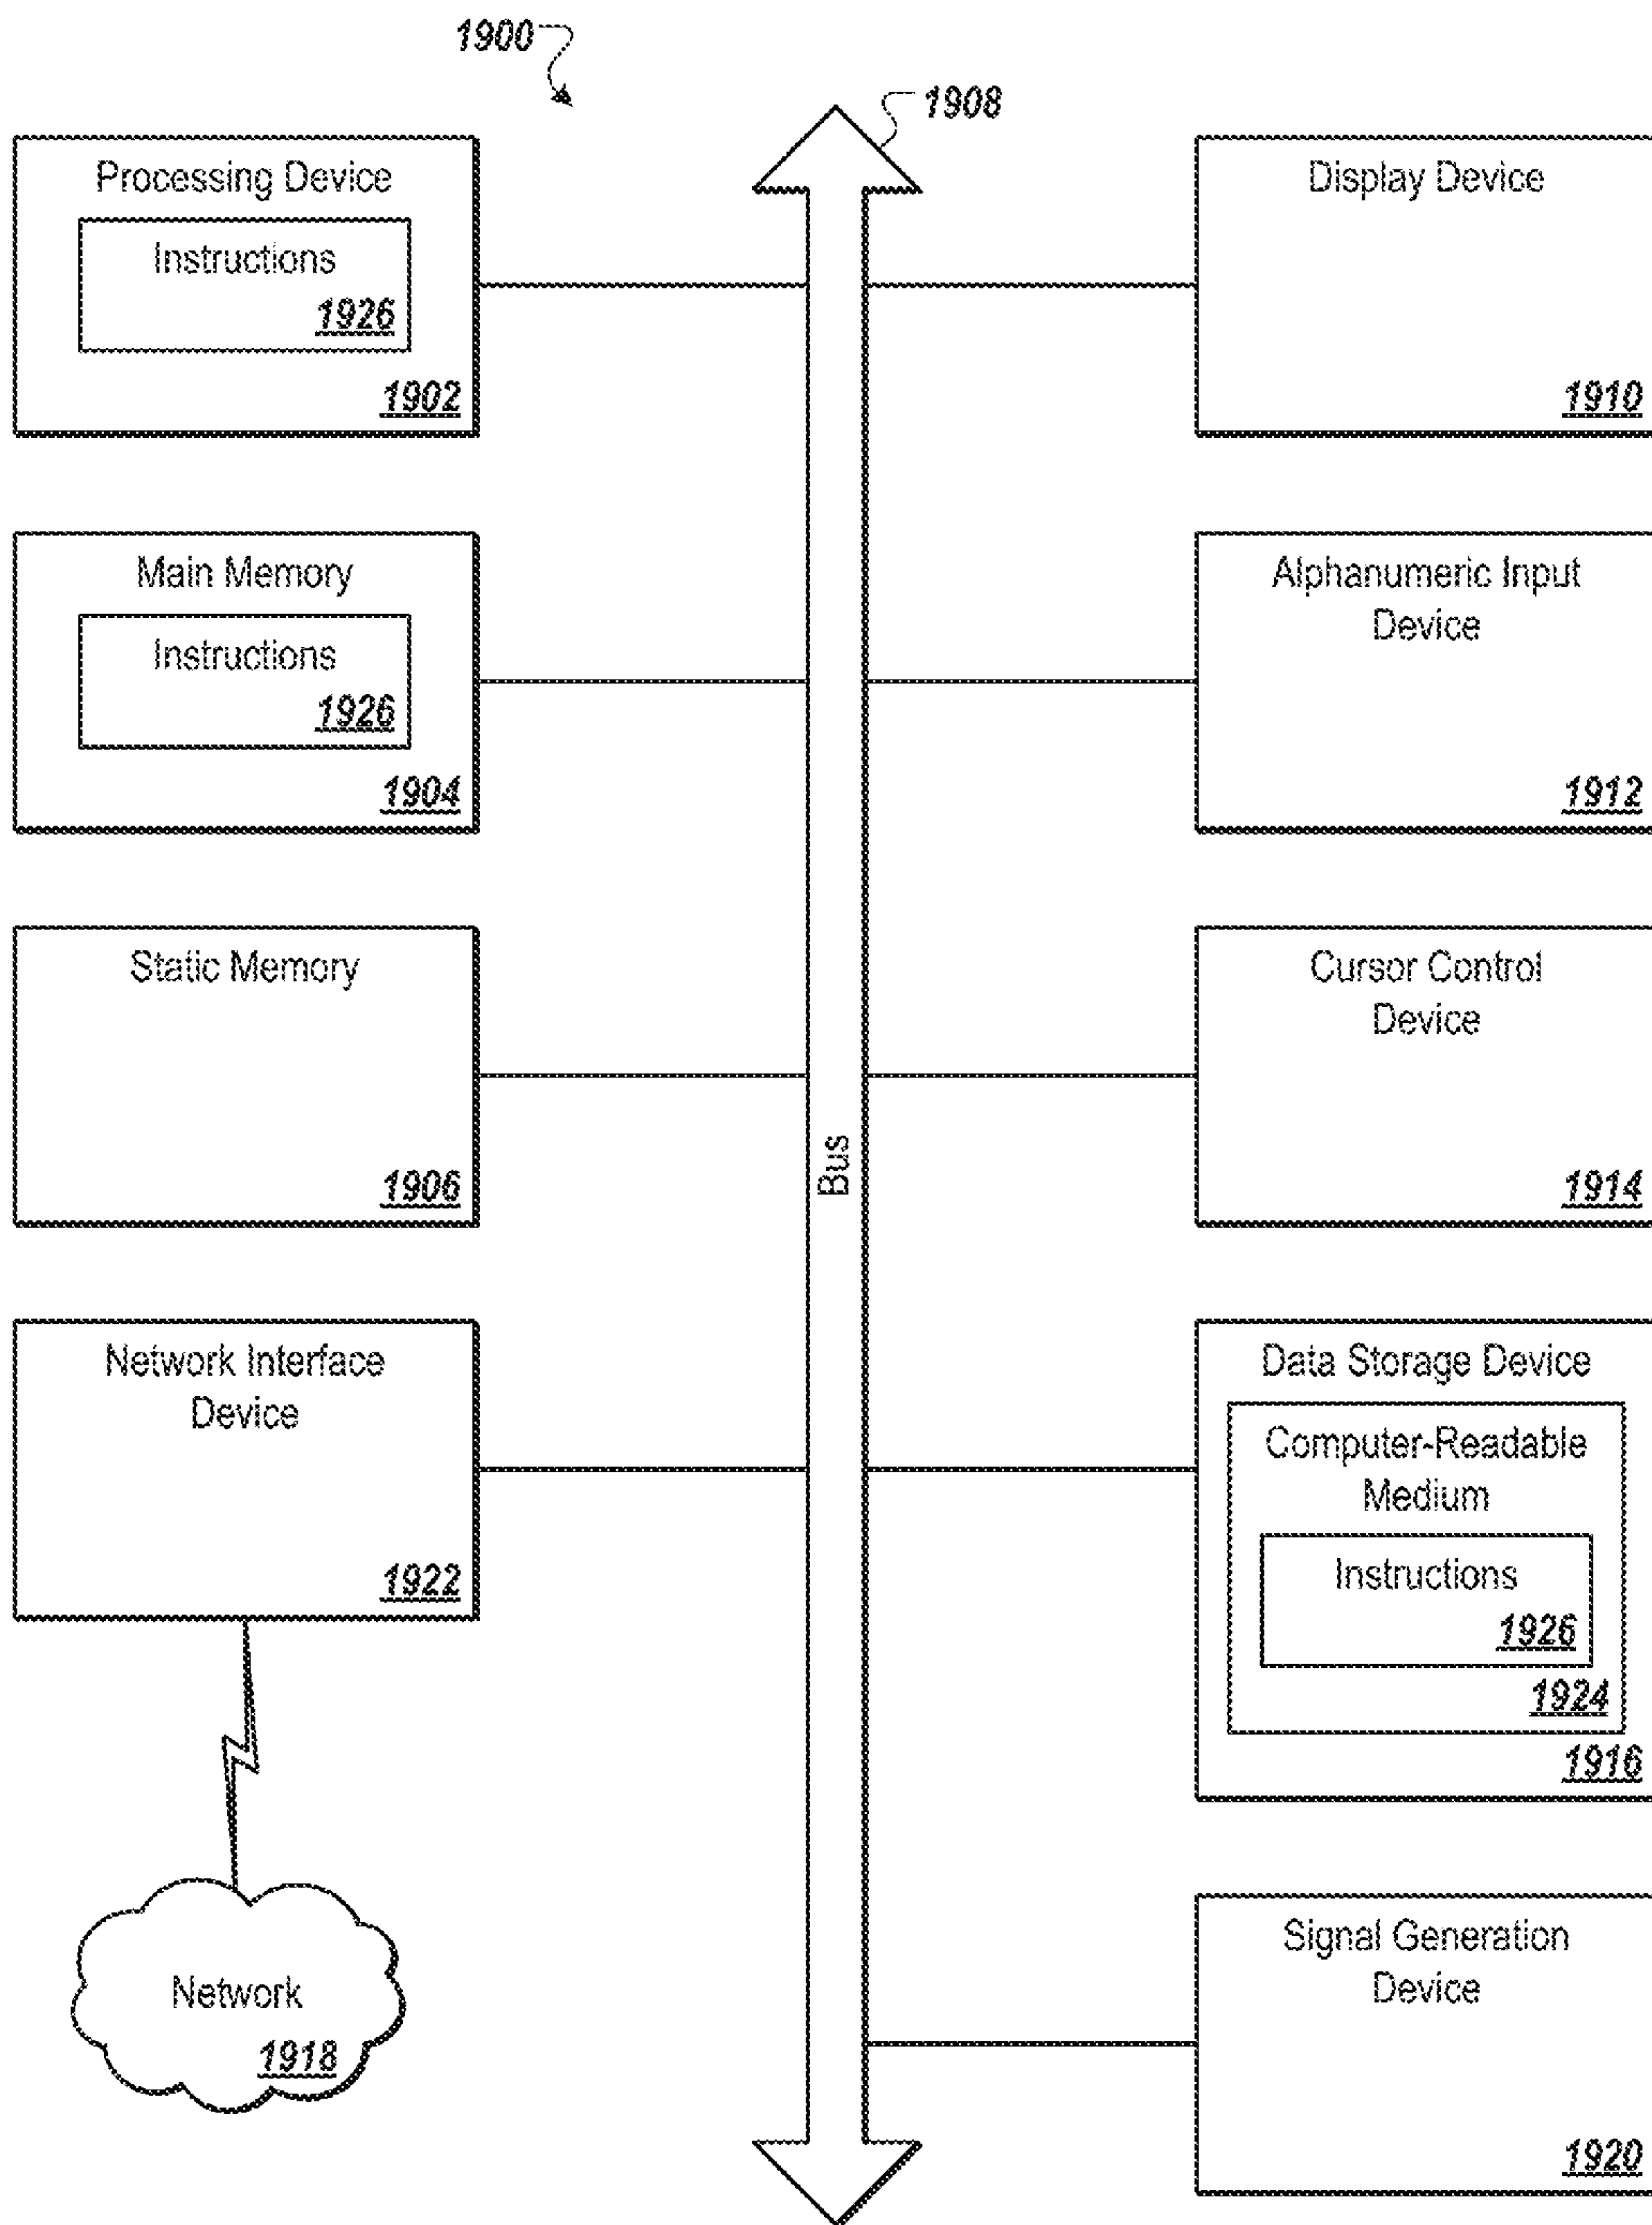 1900
1908
Processing Device
Instructions
1926
1902
Display Device
1910
Main Memory
Instructions
1926
1904
Alphanumeric Input
Device
1912
Static Memory
1906
Cursor Control
Device
1914
Bus
Network Interface
Device
1922
Data Storage Device
Computer-Readable
Medium
Instructions
1926
1924
1916
Network
1918
Signal Generation
Device
1920